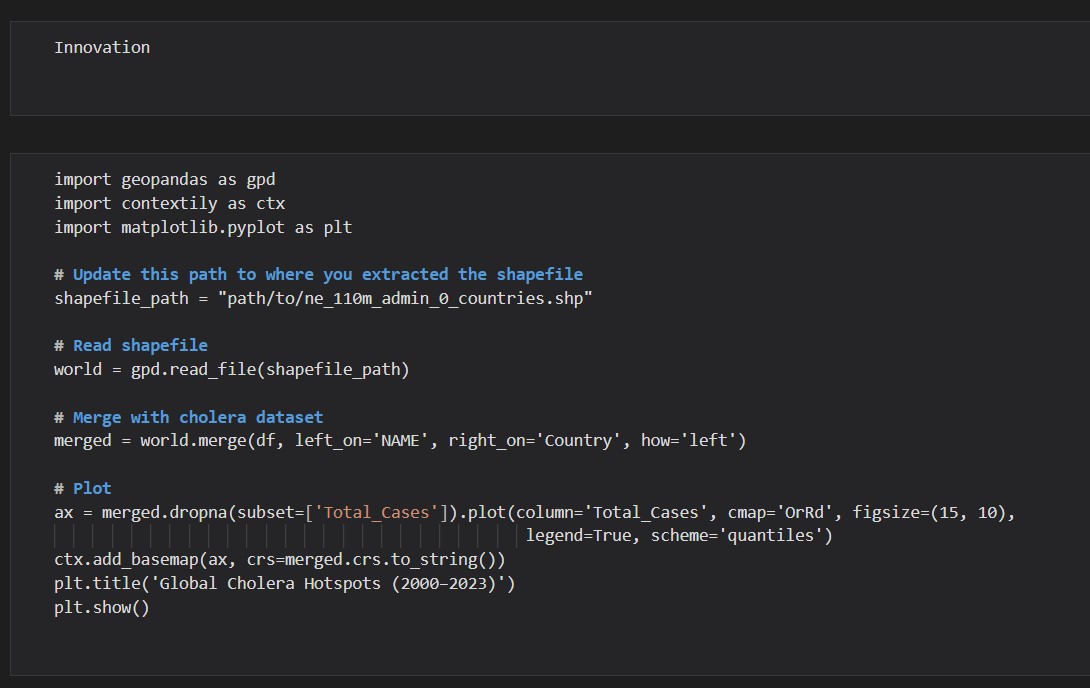 Innovation
import geopandas as gpd
import contextily as ctx
import matplotlib.pyplot as plt
# Update this path to where you extracted the shapefile
shapefile_path = "path/to/ne_110m_admin_0_countries.shp"
# Read shapefile
world = gpd.read_file(shapefile_path)
# Merge with cholera dataset
merged = world.merge(df, left_on='NAME', right_on='Country', how='left')
# Plot
ax = merged.dropna(subset=['Total_Cases']).plot(column='Total_Cases', cmap='OrRd', figsize=(15, 10),
legend=True, scheme='quantiles')
ctx.add_basemap(ax, crs=merged.crs.to_string())
plt.title('Global Cholera Hotspots (2000–2023)')
plt.show()